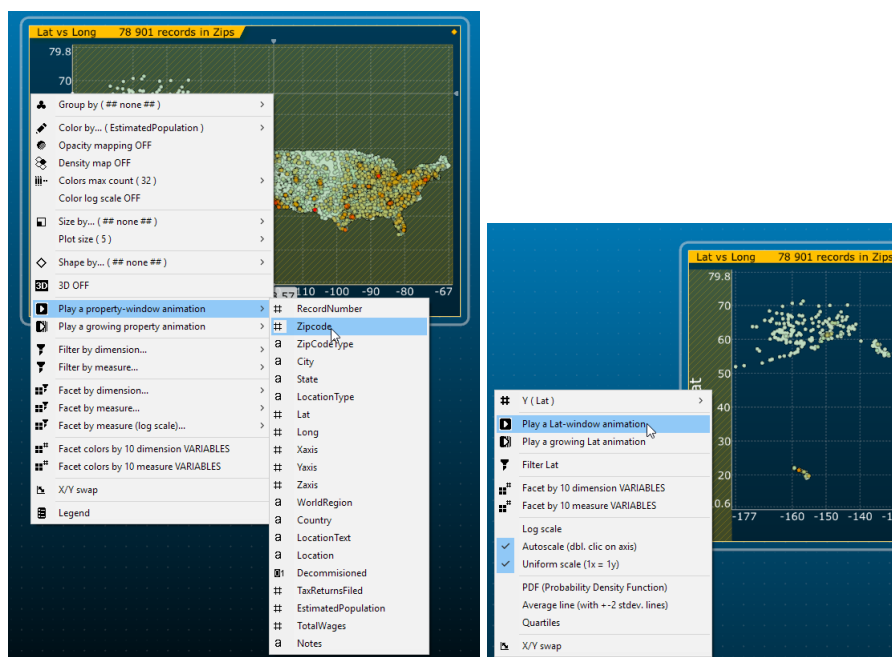 Lat vs Long 78 901 records in Zips
79.8
70
Group by ( ## none ## )
Color by... ( EstimatedPopulation )
Opacity mapping OFF
Density map OFF
Colors max count ( 32 )
Color log scale OFF
Size by... ( ## none ## )
Plot size ( 5 )
Shape by... ( ## none ## )
3D 3D OFF
Play a property-window animation
Play a growing property animation
Filter by dimension...
Filter by measure...
Facet by dimension...
Facet by measure...
Facet by measure (log scale)...
Facet colors by 10 dimension VARIABLES
Facet colors by 10 measure VARIABLES
X/Y swap
Legend
110 -100 -90 -80 -67
# RecordNumber
# Zipcode
a ZipCodeType
a City
a State
a LocationType
# Lat
# Long
# Xaxis
# Yaxis
# Zaxis
a WorldRegion
a Country
a LocationText
a Location
01 Decommisioned
# TaxReturnsFiled
# EstimatedPopulation
# TotalWages
a Notes
Lat vs Long 78 901 records in Zips
79.8
70
60
50
40
30
20
0.6
-177 -160 -150 -140
# Y ( Lat )
Play a Lat-window animation
Play a growing Lat animation
Filter Lat
Facet by 10 dimension VARIABLES
Facet by 10 measure VARIABLES
Log scale
Autoscale (dbl. clic on axis)
Uniform scale (1x = 1y)
PDF (Probability Density Function)
Average line (with +-2 stdev. lines)
Quartiles
X/Y swap